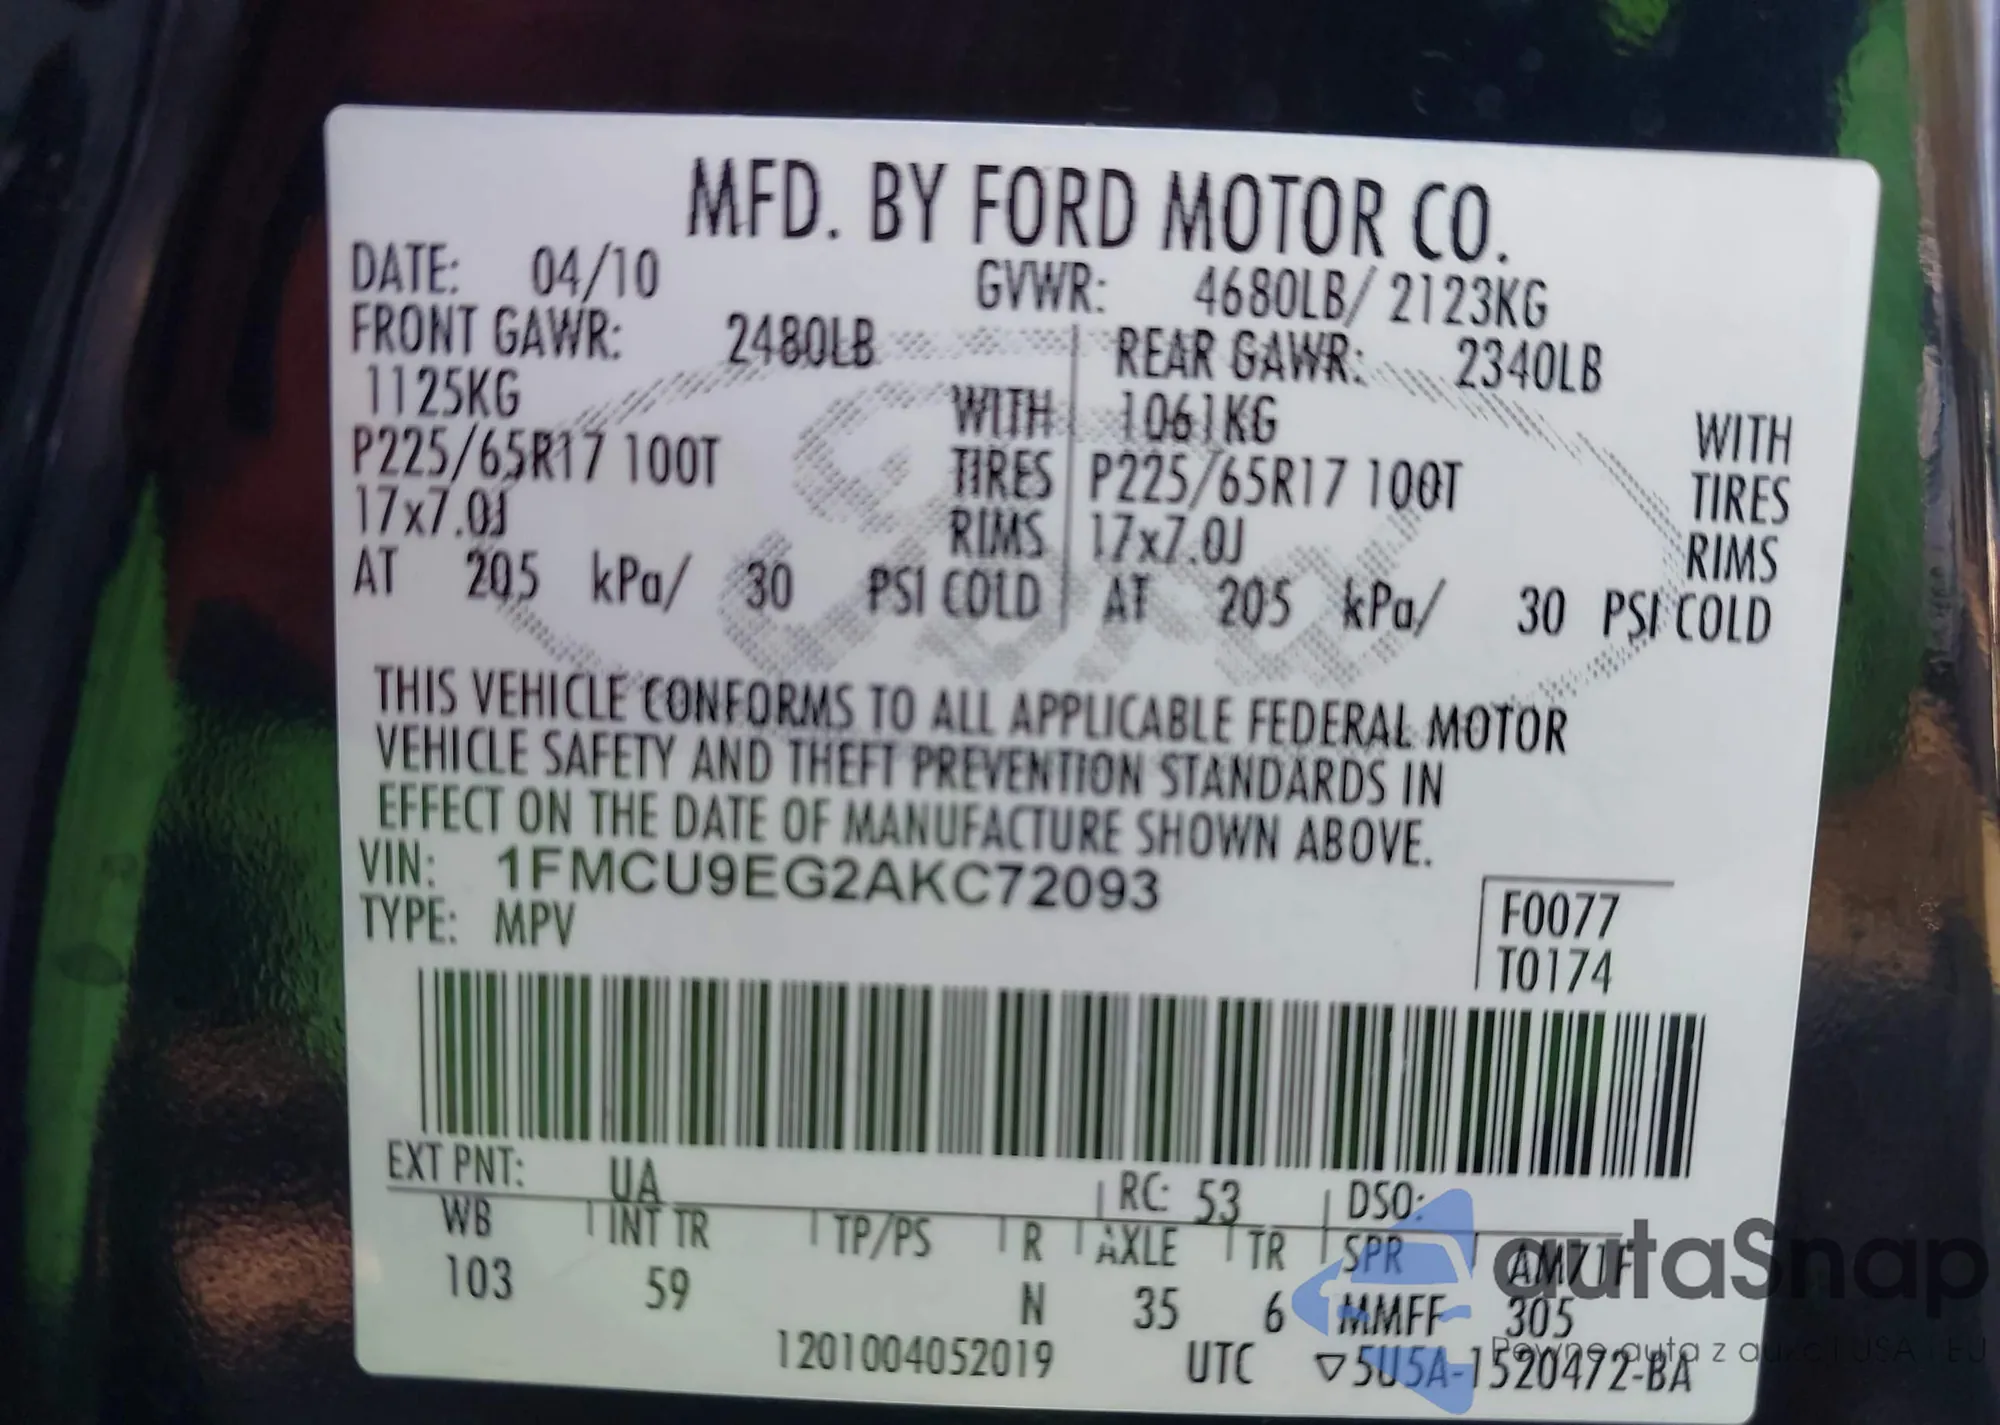 MFD. BY FORD MOTOR CO.
DATE: 04/10 GVWR: 4680LB/ 2123KG
FRONT GAWR: 2480LB REAR GAWR: 2340LB
1125KG WITH 1061KG WITH
P225/65R17 100T TIRES P225/65R17 100T TIRES
17x7.0J RIMS 17x7.0J RIMS
AT 205 kPa/ 30 PSI COLD AT 205 kPa/ 30 PSI COLD
THIS VEHICLE CONFORMS TO ALL APPLICABLE FEDERAL MOTOR
VEHICLE SAFETY AND THEFT PREVENTION STANDARDS IN
EFFECT ON THE DATE OF MANUFACTURE SHOWN ABOVE.
VIN: 1FMCU9EG2AKC72093
TYPE: MPV
F0077
T0174
EXT PNT: UA RC: 53 DSO:
WB INT TR TP/PS R AXLE TR SPR
103 59 N 35 6 MMFF 305
1201004052019 UTC ▽5U5A-1520472-BA
autaSnap
Pewne auta z aukcji USA i EU